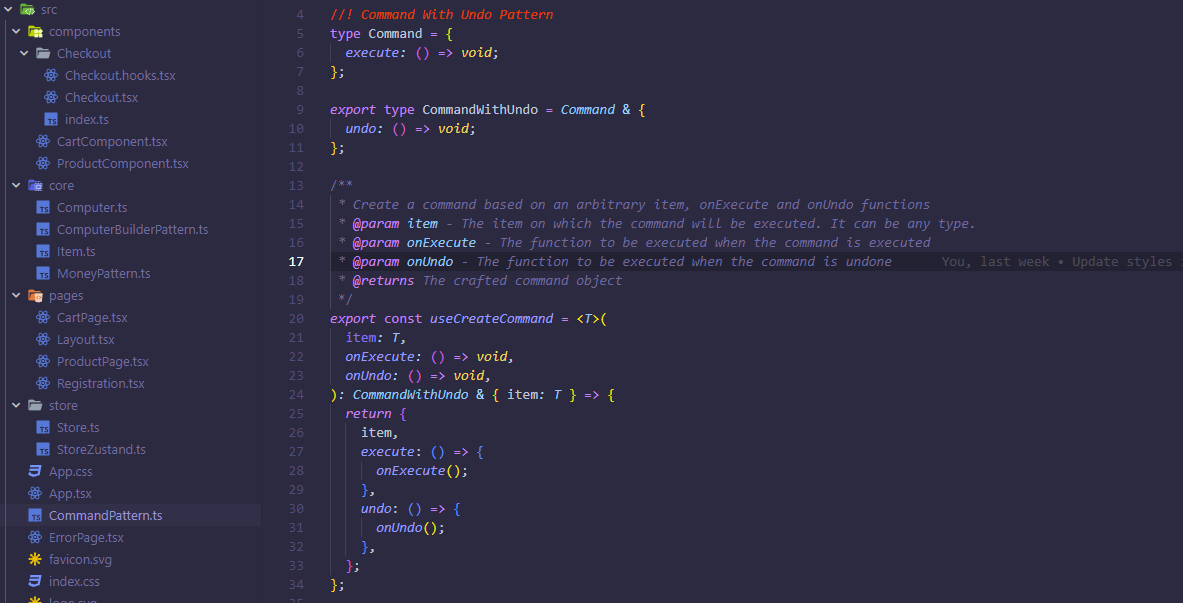 src
components
Checkout
Checkout.hooks.tsx
Checkout.tsx
index.ts
CartComponent.tsx
ProductComponent.tsx
core
Computer.ts
ComputerBuilderPattern.ts
Item.ts
MoneyPattern.ts
pages
CartPage.tsx
Layout.tsx
ProductPage.tsx
Registration.tsx
store
Store.ts
StoreZustand.ts
App.css
App.tsx
CommandPattern.ts
ErrorPage.tsx
favicon.svg
index.css
logo.svg
4 //! Command With Undo Pattern
5 type Command = {
6   execute: () => void;
7 };
8
9 export type CommandWithUndo = Command & {
10   undo: () => void;
11 };
12
13 /**
14  * Create a command based on an arbitrary item, onExecute and onUndo functions
15  * @param item - The item on which the command will be executed. It can be any type.
16  * @param onExecute - The function to be executed when the command is executed
17  * @param onUndo - The function to be executed when the command is undone You, last week • Update styles
18  * @returns The crafted command object
19  */
20 export const useCreateCommand = <T>(
21   item: T,
22   onExecute: () => void,
23   onUndo: () => void,
24 ): CommandWithUndo & { item: T } => {
25   return {
26     item,
27     execute: () => {
28       onExecute();
29     },
30     undo: () => {
31       onUndo();
32     },
33   };
34 };
35